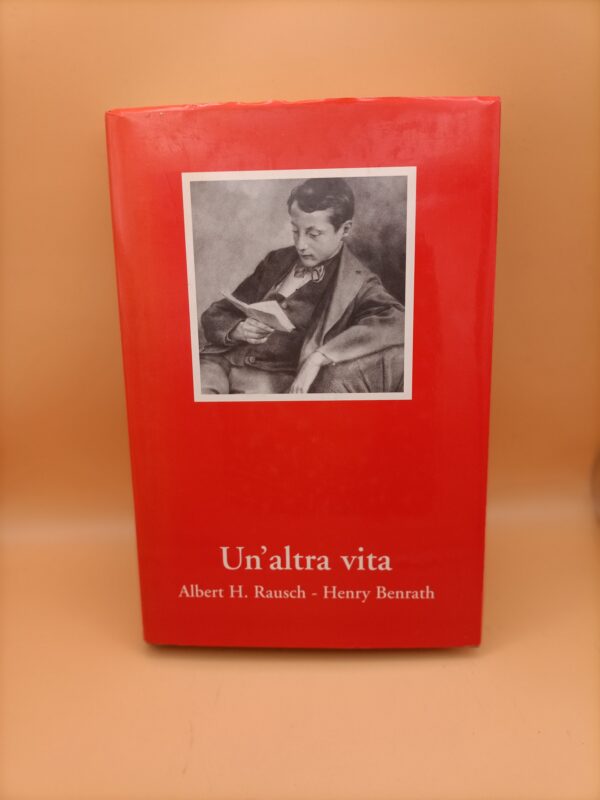 Un'altra vita
Albert H. Rausch - Henry Benrath